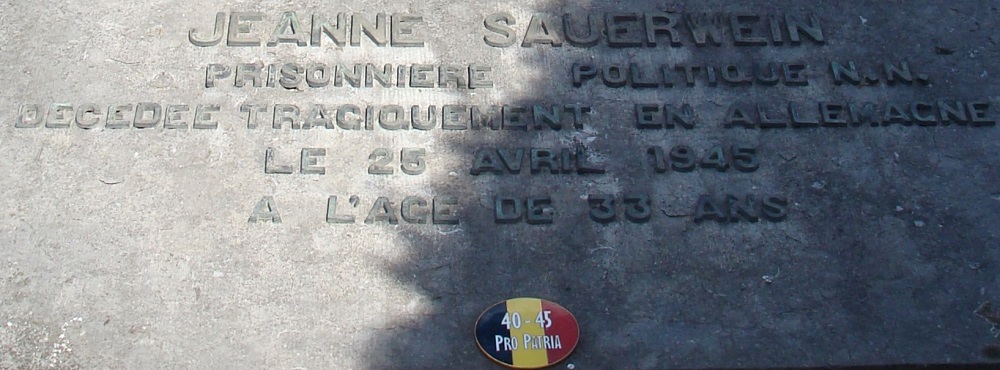 JEANNE SAUERWEIN
PRISONNIERE POLITIQUE N.N.
DECEDEE TRAGIQUEMENT EN ALLEMAGNE
LE 25 AVRIL 1945
A L'AGE DE 33 ANS
40-45
PRO PATRIA